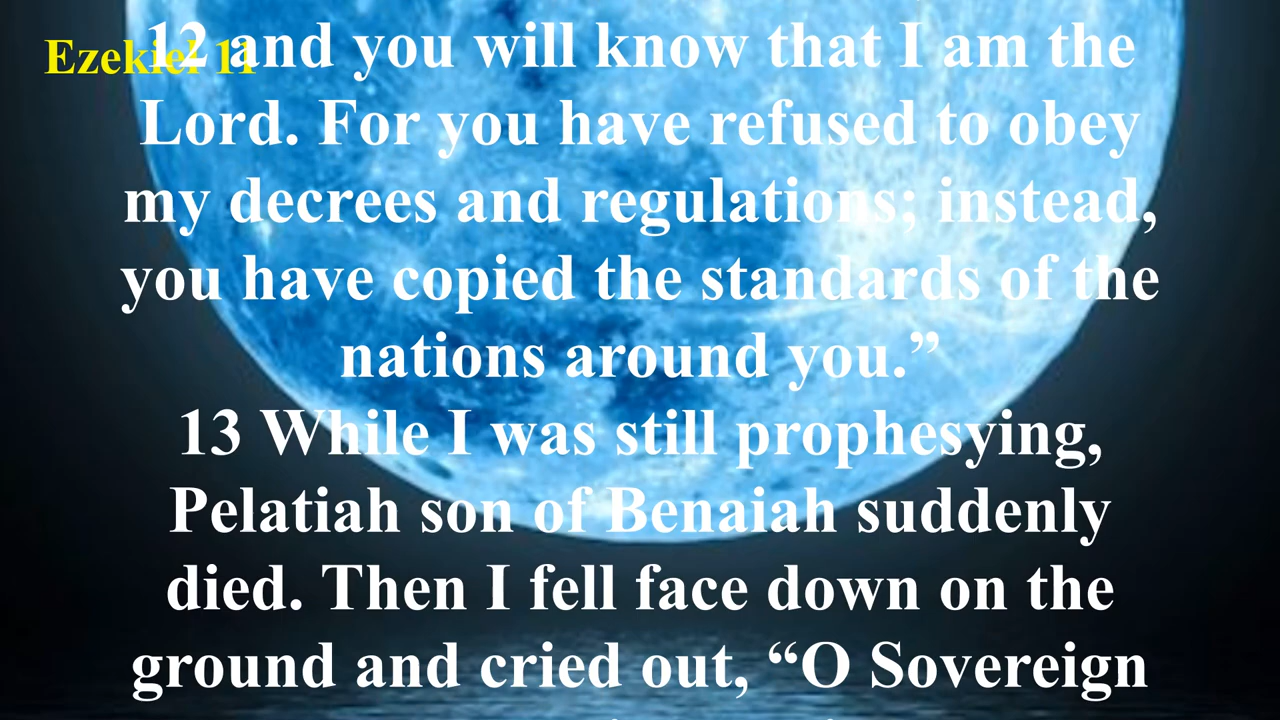 Ezekiel 11
12 and you will know that I am the
Lord. For you have refused to obey
my decrees and regulations; instead,
you have copied the standards of the
nations around you.”
13 While I was still prophesying,
Pelatiah son of Benaiah suddenly
died. Then I fell face down on the
ground and cried out, “O Sovereign